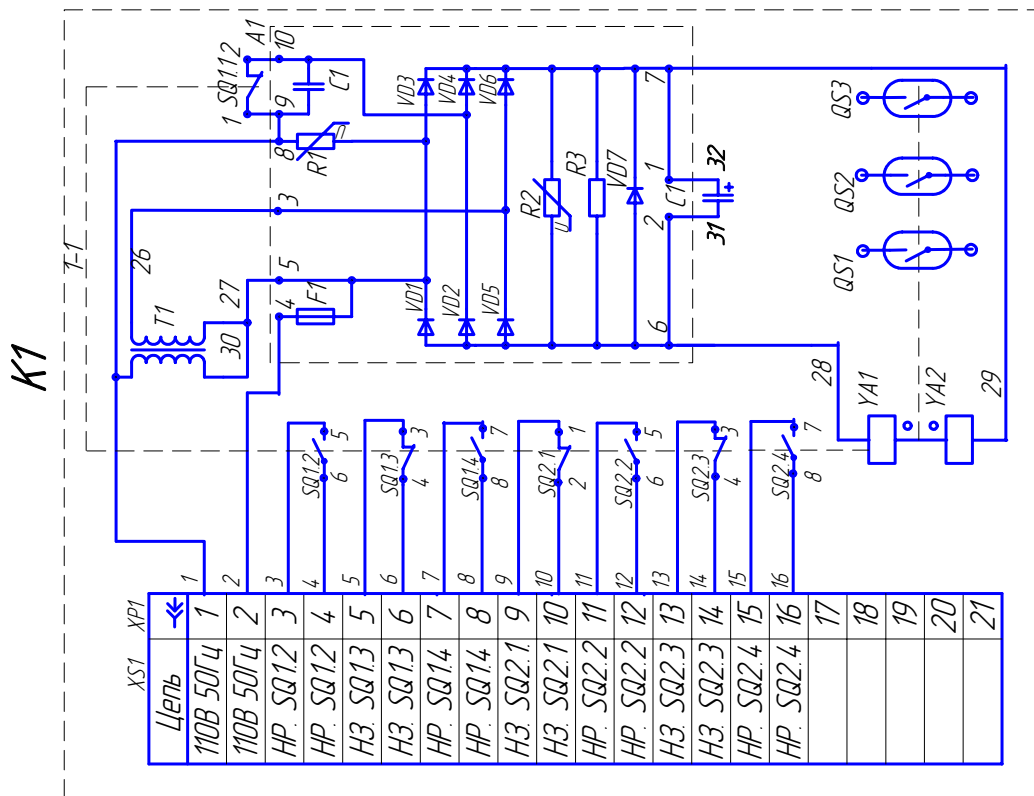 K1
1-1
T1
26
27
30
SQ1.1.2
1
A1
10
9
C1
8
R1
U
3
5
4
F1
VD3
VD4
VD6
VD1
VD2
VD5
R2
U
R3
VD7
7
1
C1
2
6
32
+
31
QS3
QS2
QS1
28
YA1
YA2
29
SQ1.2
5
6
SQ1.3
3
4
SQ1.4
7
8
SQ2.1
1
2
SQ2.2
5
6
SQ2.3
3
4
SQ2.4
7
8
1
2
3
4
5
6
7
8
9
10
11
12
13
14
15
16
XS1 XP1
Цепь
110В 50Гц 1
110В 50Гц 2
НР. SQ1.2 3
НР. SQ1.2 4
НЗ. SQ1.3 5
НЗ. SQ1.3 6
НР. SQ1.4 7
НР. SQ1.4 8
НЗ. SQ2.1. 9
НЗ. SQ2.1 10
НР. SQ2.2 11
НР. SQ2.2 12
НЗ. SQ2.3 13
НЗ. SQ2.3 14
НР. SQ2.4 15
НР. SQ2.4 16
17
18
19
20
21